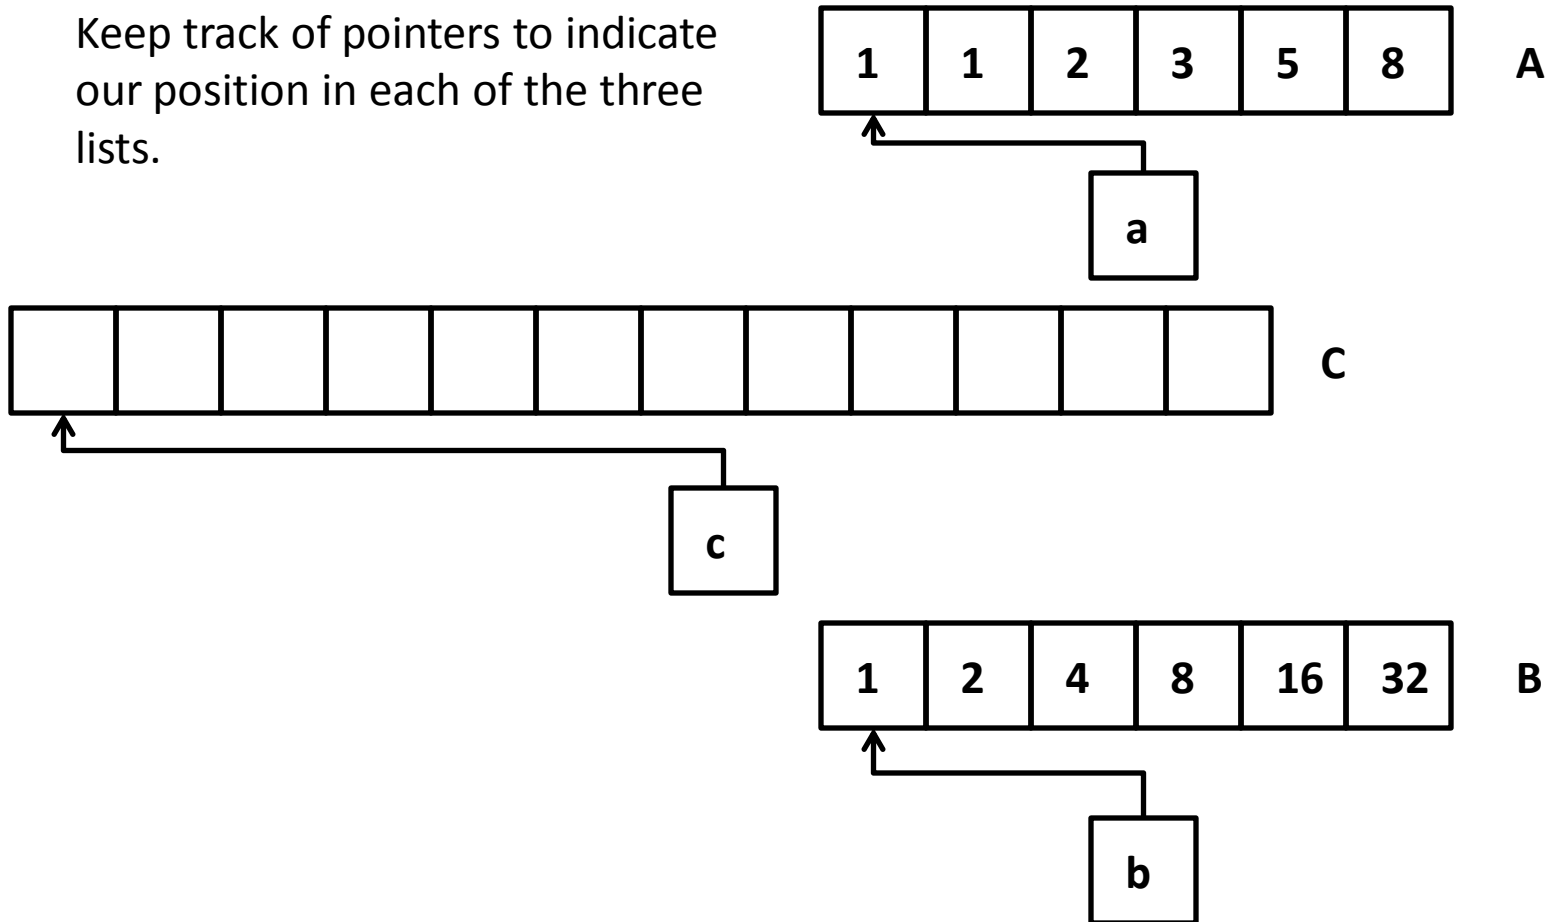 Keep track of pointers to indicate
our position in each of the three
lists.
1 1 2 3 5 8 A
a
C
c
1 2 4 8 16 32 B
b